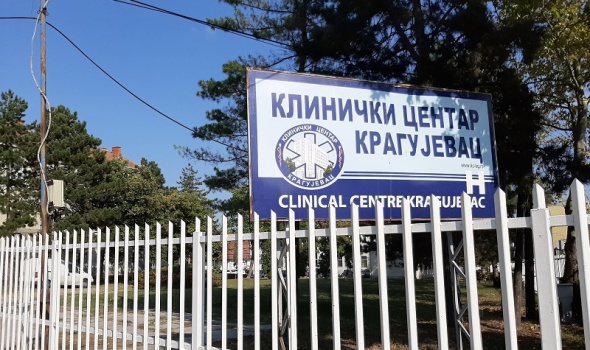 КЛИНИЧКИ ЦЕНТАР
КРАГУЈЕВАЦ
КЛИНИЧКИ ЦЕНТАР
КРАГУЈЕВАЦ
H
CLINICAL CENTRE KRAGUJEVAC